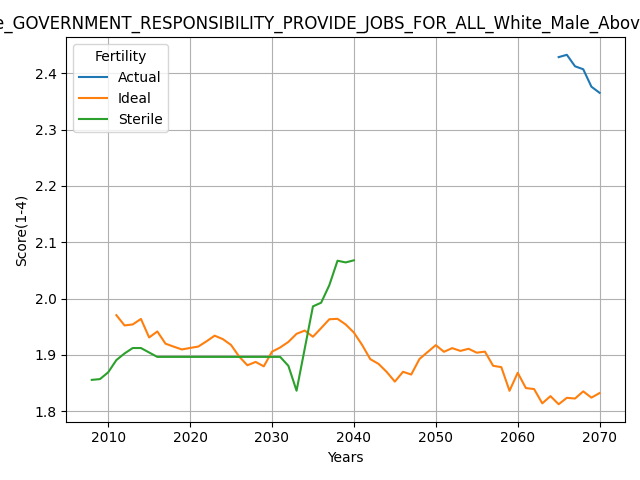 e_GOVERNMENT_RESPONSIBILITY_PROVIDE_JOBS_FOR_ALL_White_Male_Abov
Fertility
Actual
Ideal
Sterile
Score(1-4)
2.4
2.3
2.2
2.1
2.0
1.9
1.8
2010 2020 2030 2040 2050 2060 2070
Years